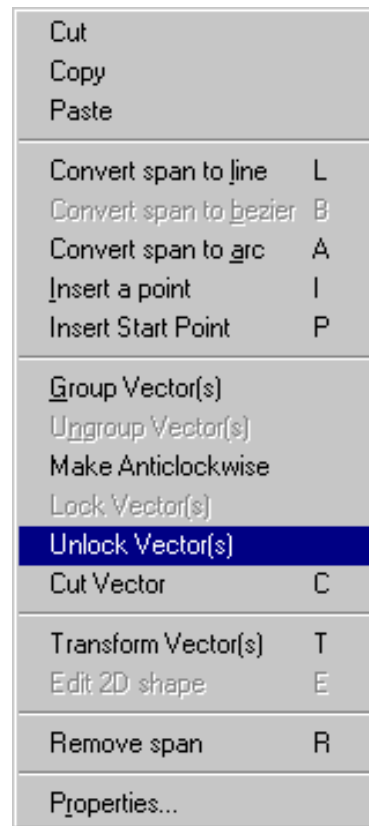 Cut
Copy
Paste
Convert span to line L
Convert span to bezier B
Convert span to arc A
Insert a point I
Insert Start Point P
Group Vector(s)
Ungroup Vector(s)
Make Anticlockwise
Lock Vector(s)
Unlock Vector(s)
Cut Vector C
Transform Vector(s) T
Edit 2D shape E
Remove span R
Properties...